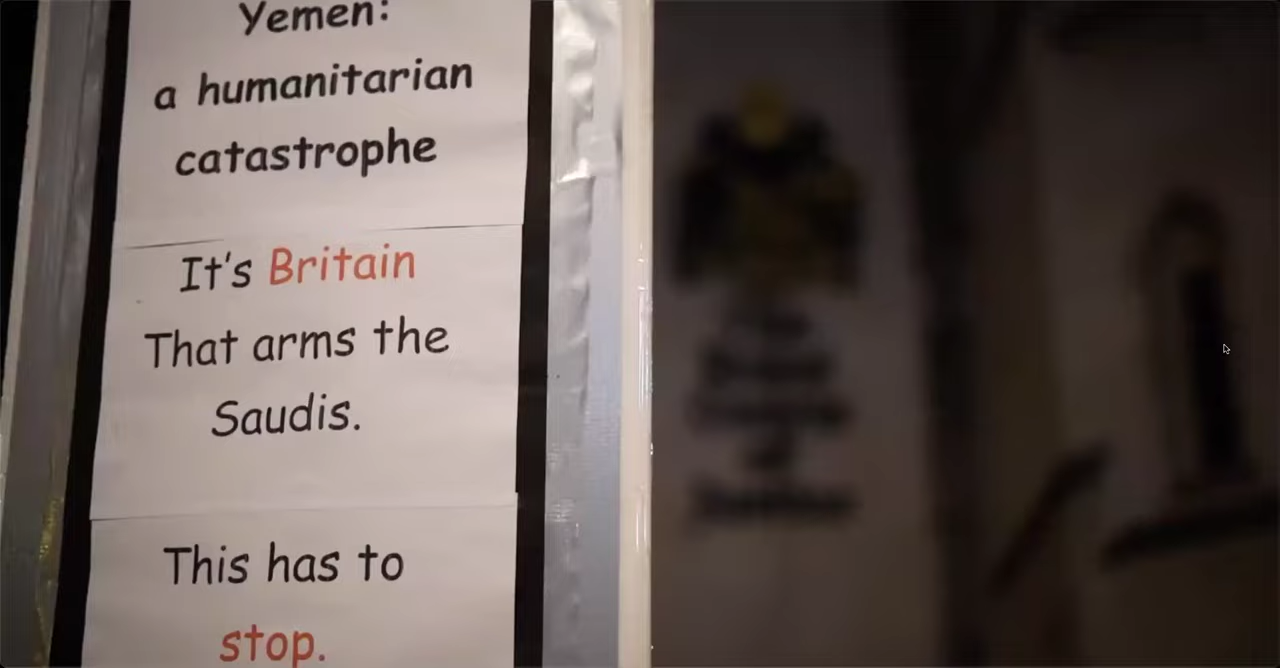 Yemen:
a humanitarian
catastrophe
It's Britain
That arms the
Saudis.
This has to
stop.